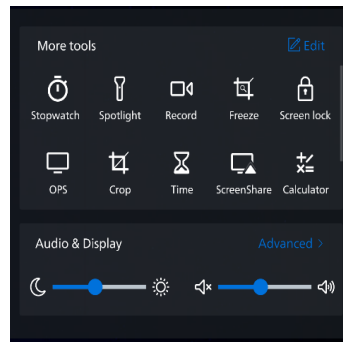 More tools Edit
Stopwatch Spotlight Record Freeze Screen lock
OPS Crop Time ScreenShare Calculator
Audio & Display Advanced >